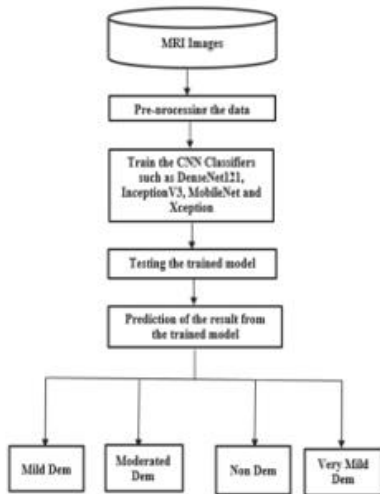 MRI Images
Pre-processing the data
Train the CNN Classifiers
such as DenseNet121,
InceptionV3, MobileNet and
Xception
Testing the trained model
Prediction of the result from
the trained model
Mild Dem
Moderated
Dem
Non Dem
Very Mild
Dem